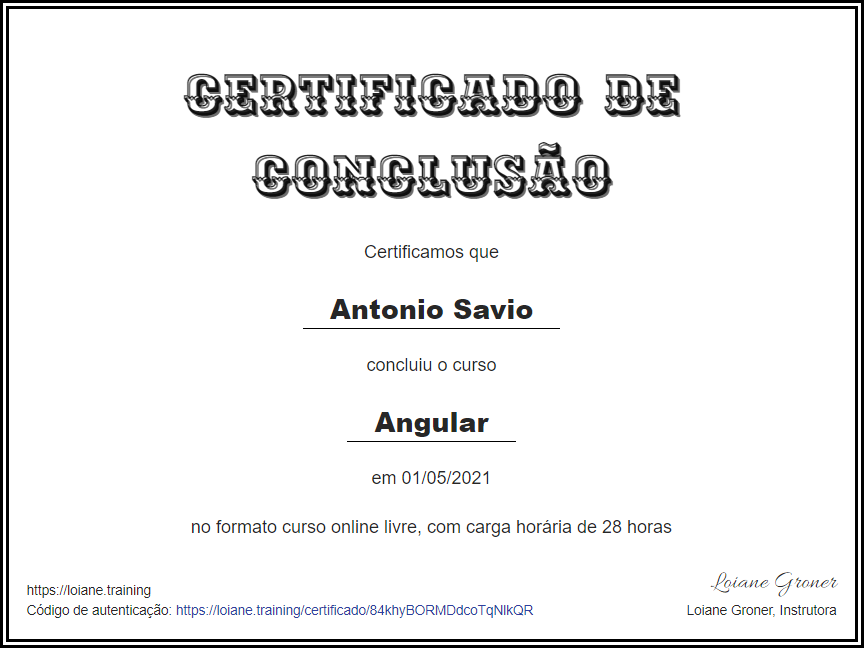 CERTIFICADO DE
CONCLUSÃO
Certificamos que
Antonio Savio
concluiu o curso
Angular
em 01/05/2021
no formato curso online livre, com carga horária de 28 horas
Loiane Groner
https://loiane.training
Código de autenticação: https://loiane.training/certificado/84khyBORMDdcoTqNlkQR
Loiane Groner, Instrutora